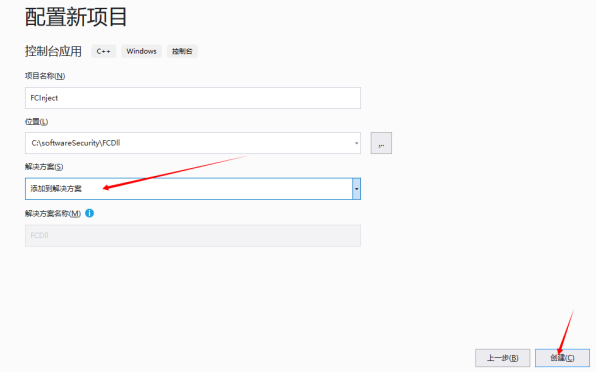 配置新项目
控制台应用 C++ Windows 控制台
项目名称(N)
FCInject
位置(L)
C:\softwareSecurity\FCDll
...
解决方案(S)
添加到解决方案
解决方案名称(M)
FCDll
上一步(B) 创建(C)